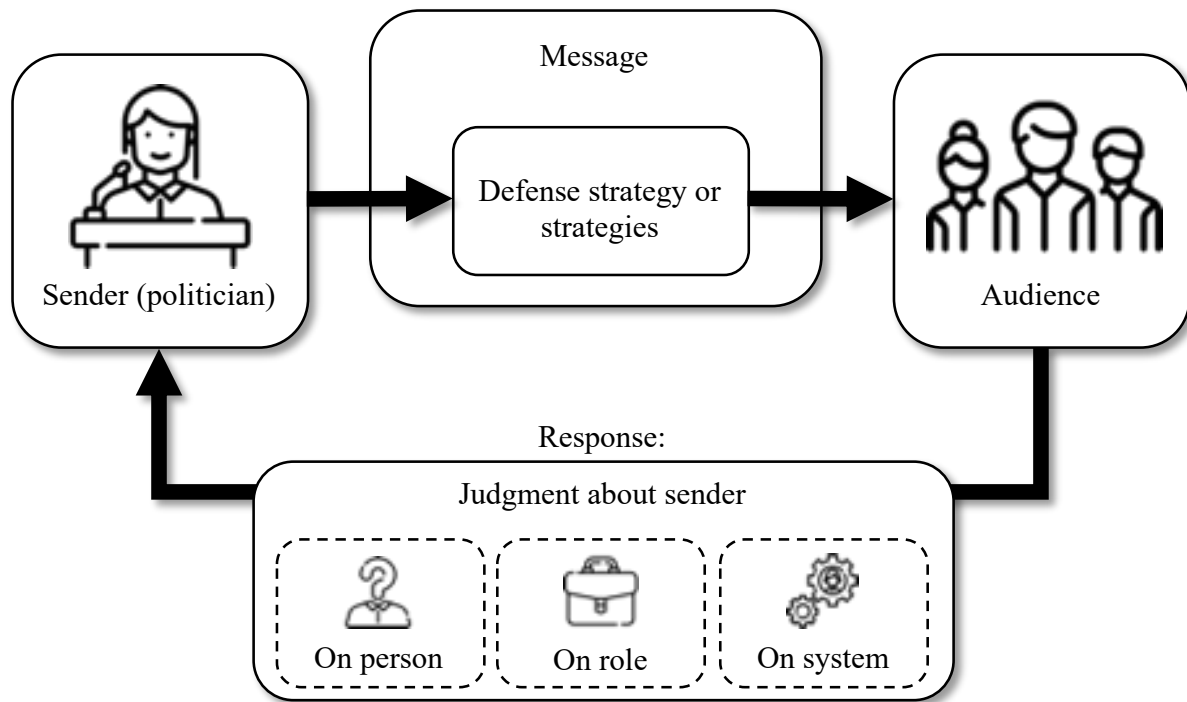 Message
Defense strategy or
strategies
Sender (politician)
Audience
Response:
Judgment about sender
On person
On role
On system